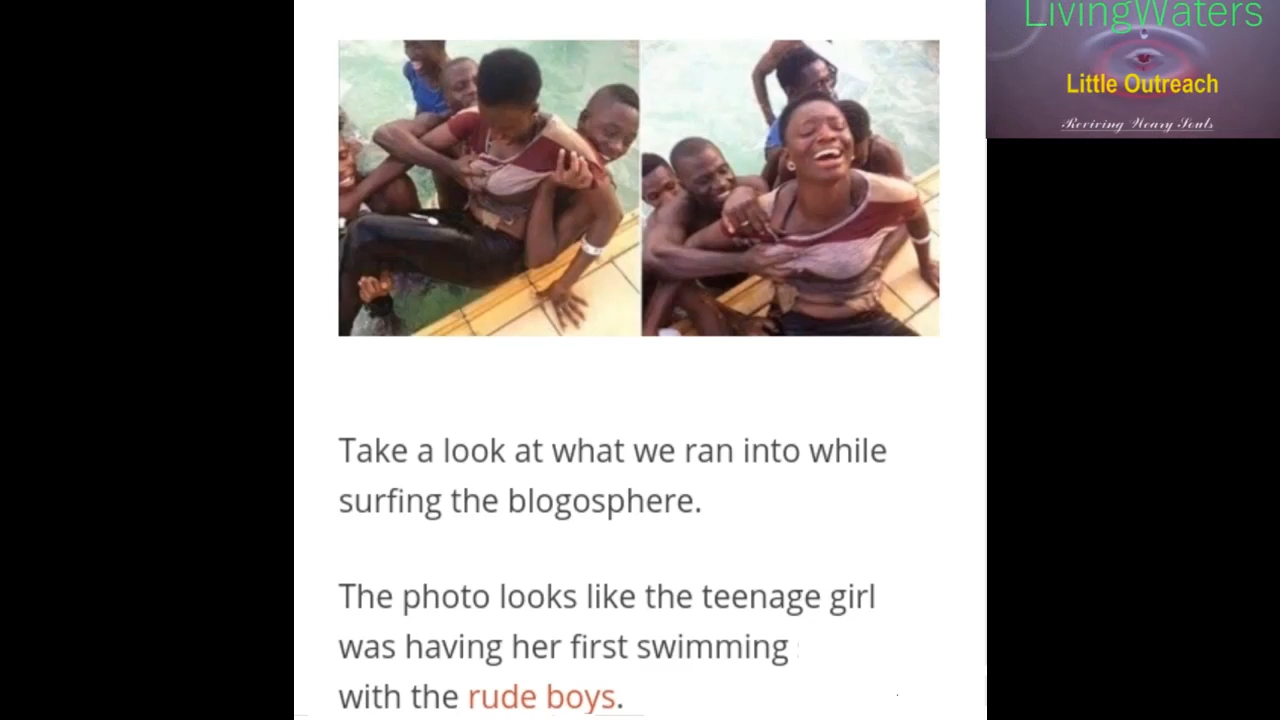 LivingWaters
Little Outreach
Reviving Weary Souls
Take a look at what we ran into while
surfing the blogosphere.
The photo looks like the teenage girl
was having her first swimming
with the rude boys.